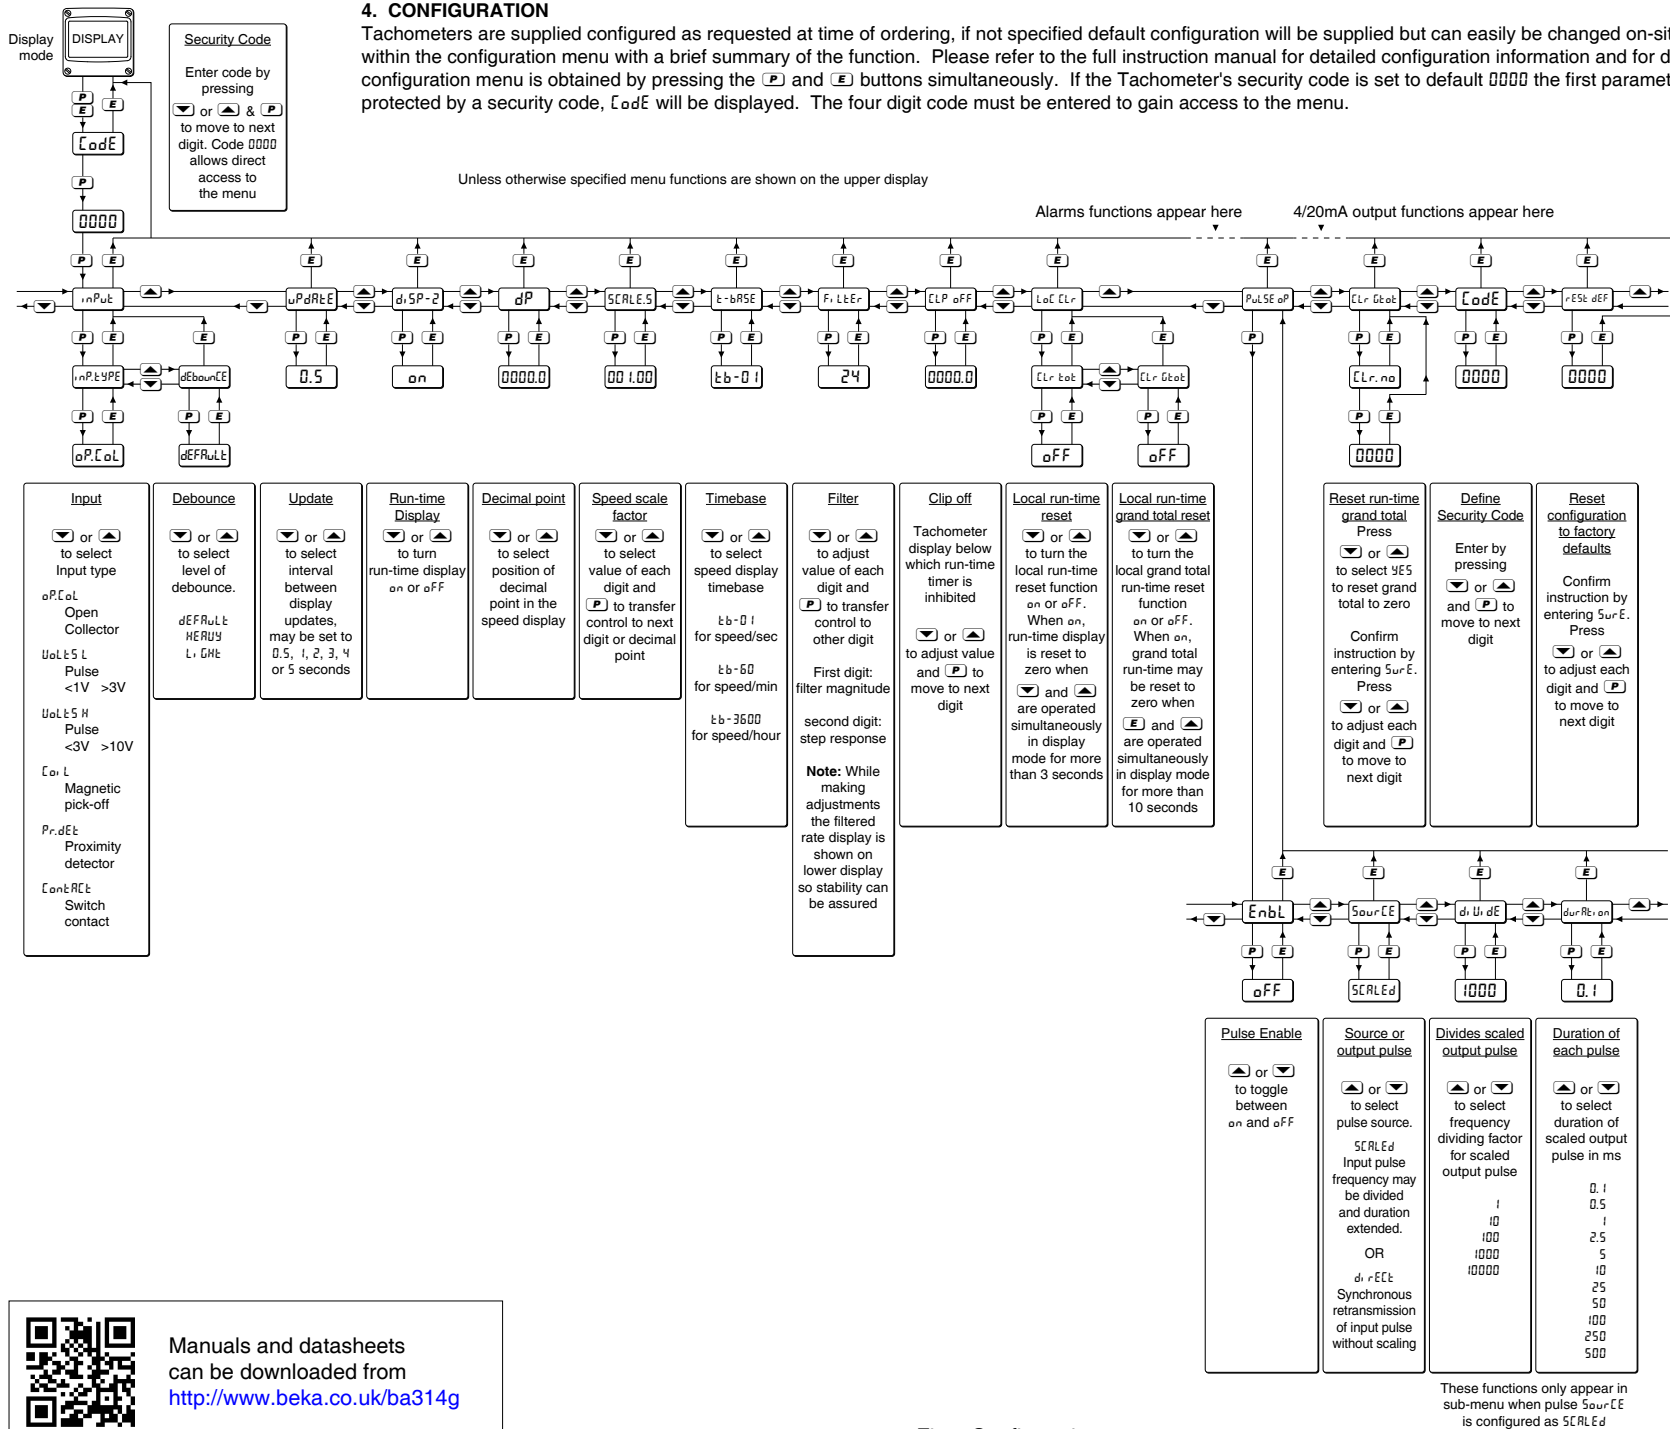 4. CONFIGURATION
Tachometers are supplied configured as requested at time of ordering, if not specified default configuration will be supplied but can easily be changed on-sit
within the configuration menu with a brief summary of the function. Please refer to the full instruction manual for detailed configuration information and for d
configuration menu is obtained by pressing the P and E buttons simultaneously. If the Tachometer's security code is set to default 0000 the first paramet
protected by a security code, CodE will be displayed. The four digit code must be entered to gain access to the menu.
Display
mode
DISPLAY
P
E
E
CodE
P
0000
P E
Security Code
Enter code by
pressing
▼ or ▲ & P
to move to next
digit. Code 0000
allows direct
access to
the menu
Unless otherwise specified menu functions are shown on the upper display
Alarms functions appear here
4/20mA output functions appear here
E E E E E E E E E E E E
inPut uPdAtE diSP-2 dP SCALE.S t-bASE FiLtEr CLP oFF LoC CLr PuLSE oP CLr Gtot CodE rESt dEF
P E E P E P E P E P E P E P E P E P E E P P E P E P E
inP.tYPE dEbounCE 0.5 on 0000.0 001.00 tb-01 24 0000.0 CLr tot CLr Gtot CLr.no 0000 0000
P E P E P E P E P E
oP.CoL dEFAuLt oFF oFF 0000
Input
▼ or ▲
to select
Input type
oP.CoL
Open
Collector
VoLtS L
Pulse
<1V >3V
VoLtS H
Pulse
<3V >10V
CoiL
Magnetic
pick-off
Pr.dEt
Proximity
detector
ContACt
Switch
contact
Debounce
▼ or ▲
to select
level of
debounce.
dEFAuLt
HEAVY
LiGHt
Update
▼ or ▲
to select
interval
between
display
updates,
may be set to
0.5, 1, 2, 3, 4
or 5 seconds
Run-time
Display
▼ or ▲
to turn
run-time display
on or oFF
Decimal point
▼ or ▲
to select
position of
decimal
point in the
speed display
Speed scale
factor
▼ or ▲
to select
value of each
digit and
P to transfer
control to next
digit or decimal
point
Timebase
▼ or ▲
to select
speed display
timebase
tb-01
for speed/sec
tb-60
for speed/min
tb-3600
for speed/hour
Filter
▼ or ▲
to adjust
value of each
digit and
P to transfer
control to
other digit
First digit:
filter magnitude
second digit:
step response
Note: While
making
adjustments
the filtered
rate display is
shown on
lower display
so stability can
be assured
Clip off
Tachometer
display below
which run-time
timer is
inhibited
▼ or ▲
to adjust value
and P to
move to next
digit
Local run-time
reset
▼ or ▲
to turn the
local run-time
reset function
on or oFF.
When on,
run-time display
is reset to
zero when
▼ and ▲
are operated
simultaneously
in display
mode for more
than 3 seconds
Local run-time
grand total reset
▼ or ▲
to turn the
local grand total
run-time reset
function
on or oFF.
When on,
grand total
run-time may
be reset to
zero when
E and ▲
are operated
simultaneously
in display mode
for more than
10 seconds
Reset run-time
grand total
Press
▼ or ▲
to select YES
to reset grand
total to zero
Confirm
instruction by
entering SurE.
Press
▼ or ▲
to adjust each
digit and P
to move to
next digit
Define
Security Code
Enter by
pressing
▼ or ▲
and P to
move to next
digit
Reset
configuration
to factory
defaults
Confirm
instruction by
entering SurE.
Press
▼ or ▲
to adjust each
digit and P
to move to
next digit
E E E E
EnbL SourCE diVidE durAtion
P E P E P E P E
oFF SCALEd 1000 0.1
Pulse Enable
▲ or ▼
to toggle
between
on and oFF
Source or
output pulse
▲ or ▼
to select
pulse source.
SCALEd
Input pulse
frequency may
be divided
and duration
extended.
OR
dirECt
Synchronous
retransmission
of input pulse
without scaling
Divides scaled
output pulse
▲ or ▼
to select
frequency
dividing factor
for scaled
output pulse
1
10
100
1000
10000
Duration of
each pulse
▲ or ▼
to select
duration of
scaled output
pulse in ms
0.1
0.5
1
2.5
5
10
25
50
100
250
500
These functions only appear in
sub-menu when pulse SourCE
is configured as SCALEd
Manuals and datasheets
can be downloaded from
http://www.beka.co.uk/ba314g